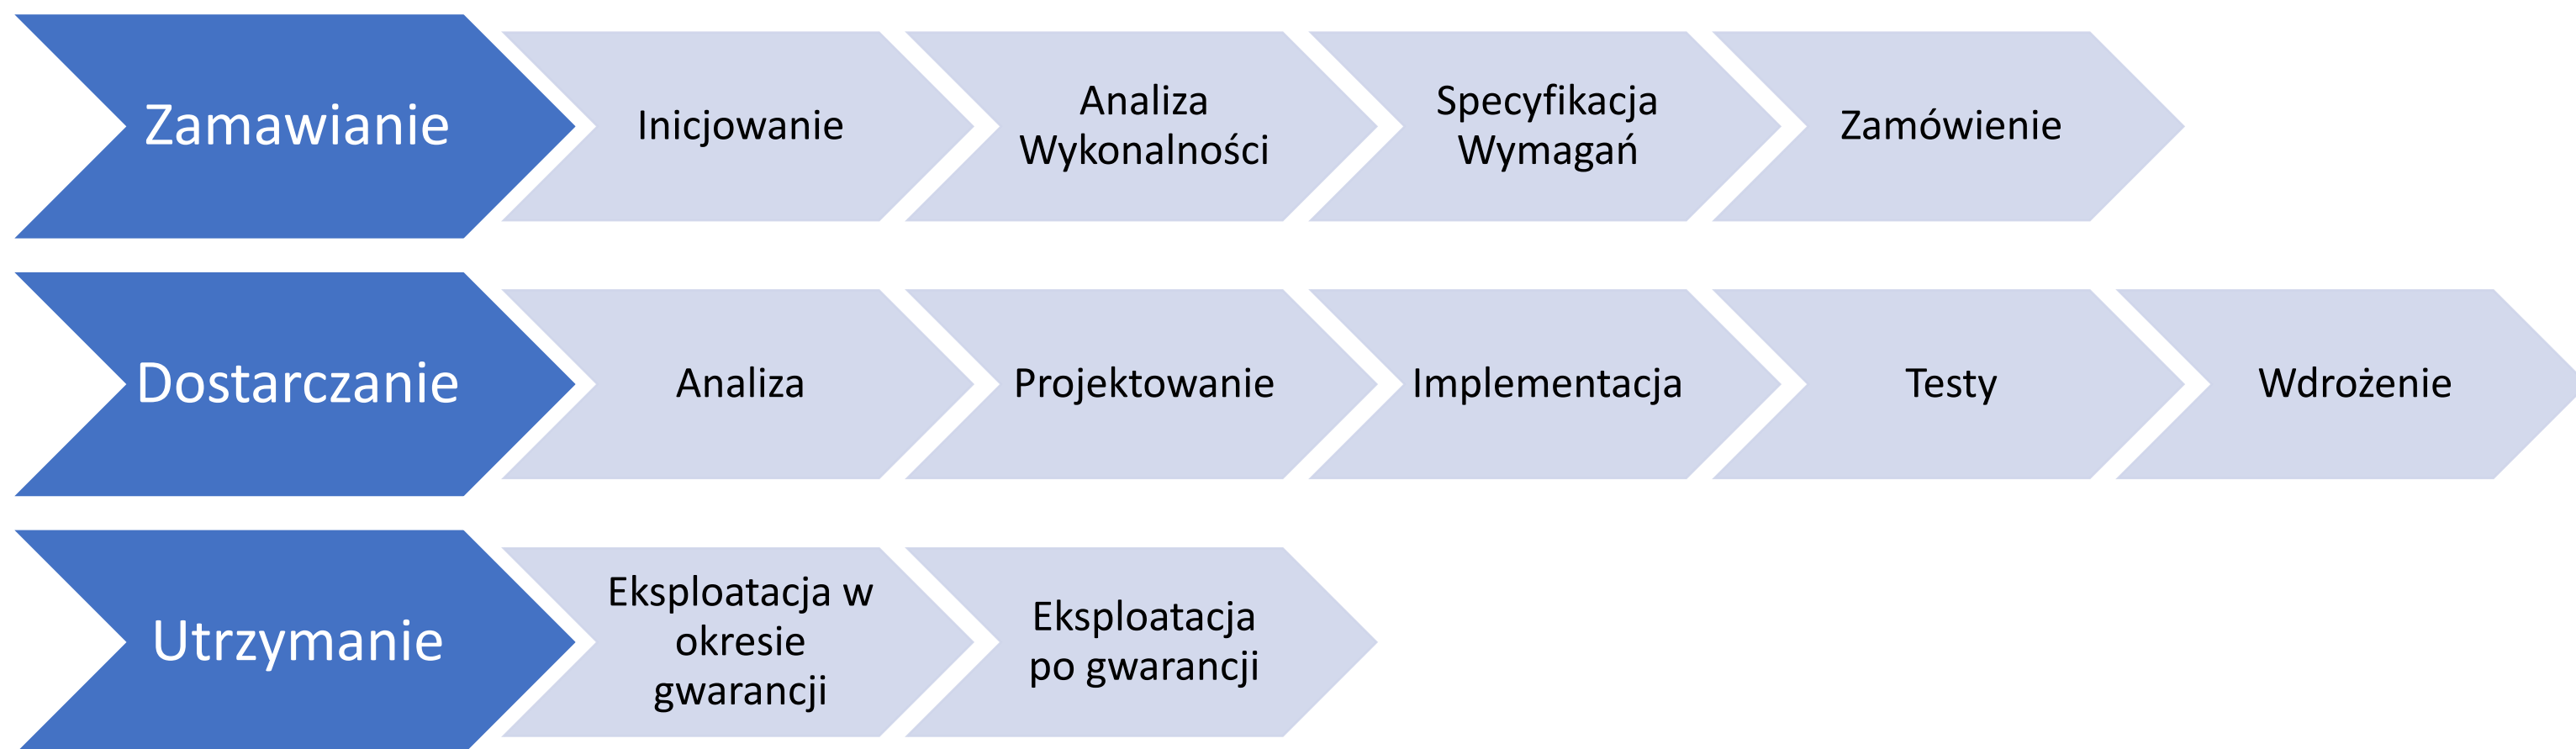 Zamawianie
Inicjowanie
Analiza
Wykonalności
Specyfikacja
Wymagań
Zamówienie
Dostarczanie
Analiza
Projektowanie
Implementacja
Testy
Wdrożenie
Utrzymanie
Eksploatacja w
okresie
gwarancji
Eksploatacja
po gwarancji